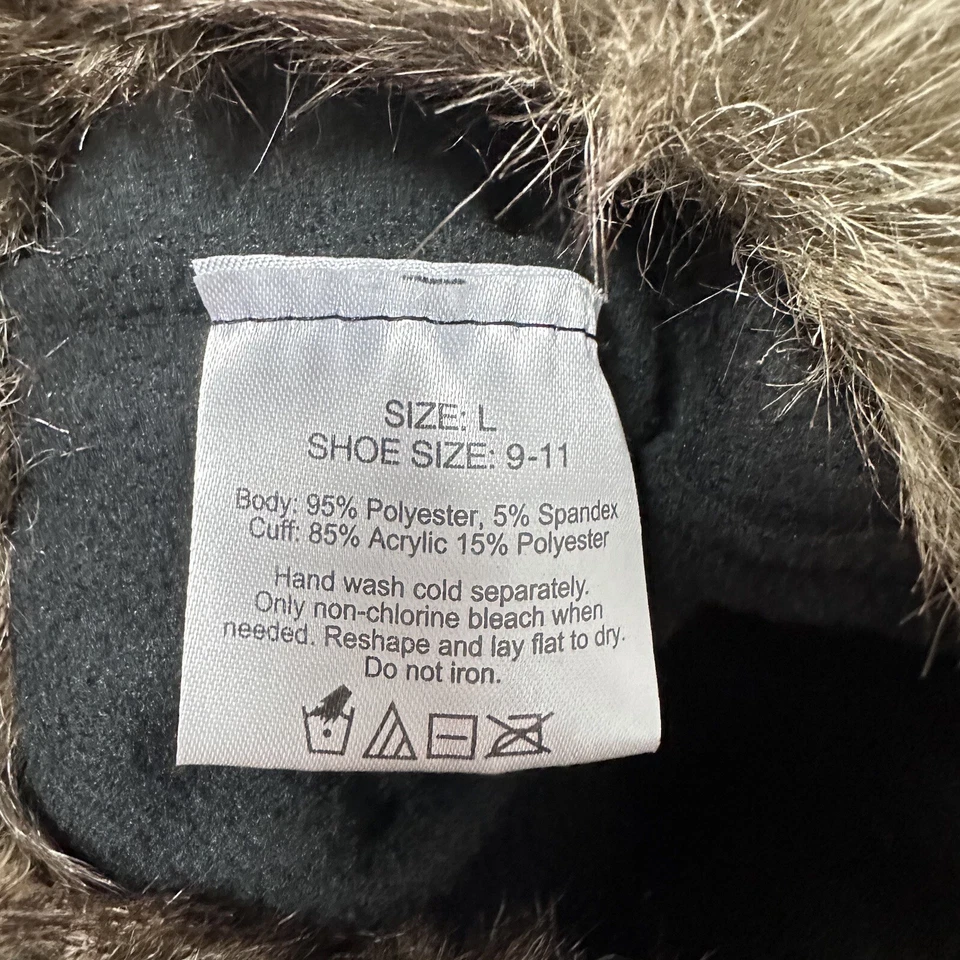 SIZE: L
SHOE SIZE: 9-11
Body: 95% Polyester, 5% Spandex
Cuff: 85% Acrylic 15% Polyester
Hand wash cold separately.
Only non-chlorine bleach when
needed. Reshape and lay flat to dry.
Do not iron.